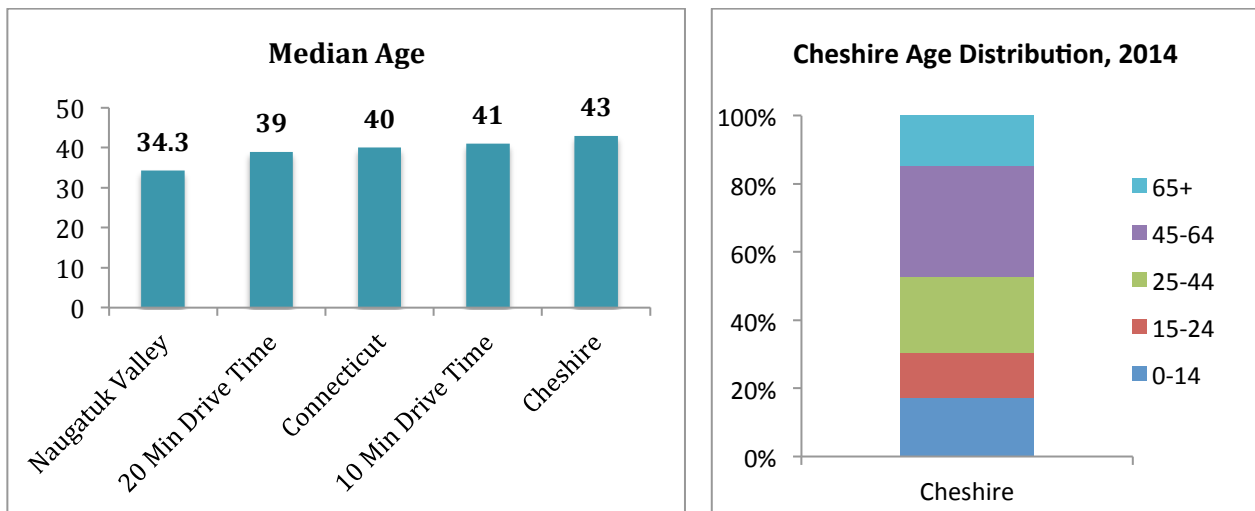 Median Age
50
40
30
20
10
0
34.3
39
40
41
43
Naugatuk Valley
20 Min Drive Time
Connecticut
10 Min Drive Time
Cheshire
Cheshire Age Distribution, 2014
100%
80%
60%
40%
20%
0%
Cheshire
65+
45-64
25-44
15-24
0-14